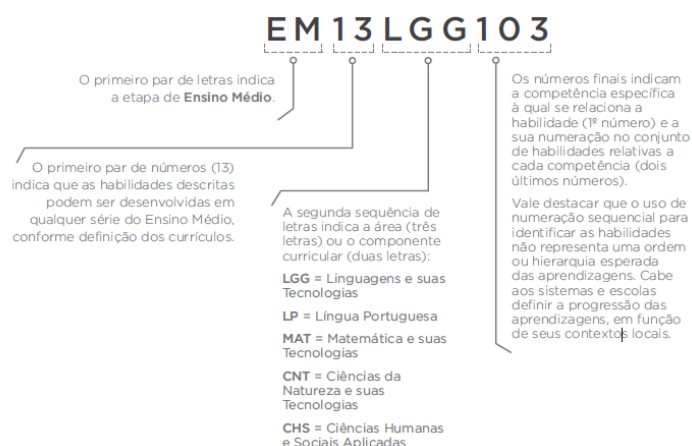 EM13LGG103
O primeiro par de letras indica
a etapa de Ensino Médio.
O primeiro par de números (13)
indica que as habilidades descritas
podem ser desenvolvidas em
qualquer série do Ensino Médio,
conforme definição dos currículos.
A segunda sequência de
letras indica a área (três
letras) ou o componente
curricular (duas letras):
LGG = Linguagens e suas
Tecnologias
LP = Língua Portuguesa
MAT = Matemática e suas
Tecnologias
CNT = Ciências da
Natureza e suas
Tecnologias
CHS = Ciências Humanas
e Sociais Aplicadas
Os números finais indicam
a competência específica
à qual se relaciona a
habilidade (1º número) e a
sua numeração no conjunto
de habilidades relativas a
cada competência (dois
últimos números).
Vale destacar que o uso de
numeração sequencial para
identificar as habilidades
não representa uma ordem
ou hierarquia esperada
das aprendizagens. Cabe
aos sistemas e escolas
definir a progressão das
aprendizagens, em função
de seus contextos locais.